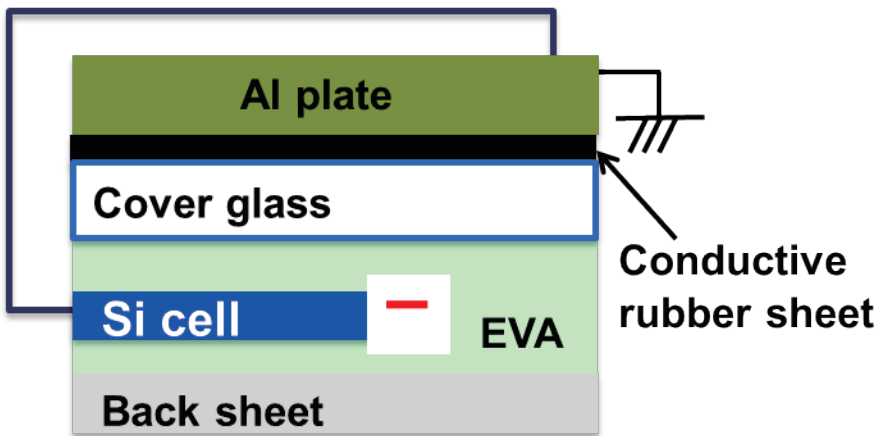 Al plate
Cover glass
Conductive
rubber sheet
Si cell
EVA
Back sheet